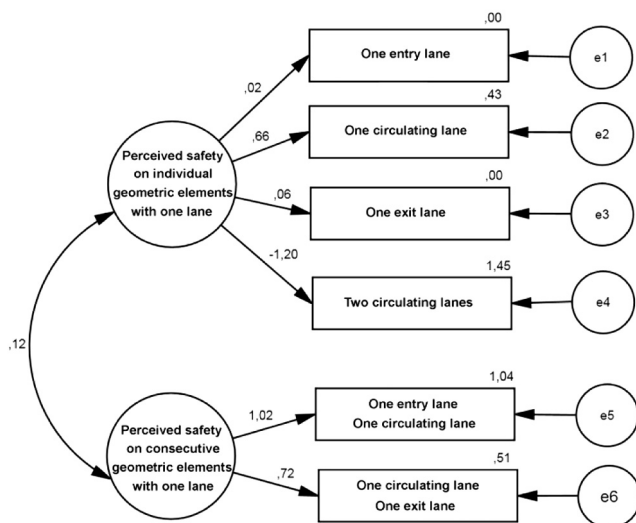 ,00
One entry lane
e1
,02
,43
One circulating lane
e2
,66
Perceived safety
on individual
geometric elements
with one lane
,00
,06
One exit lane
e3
-1,20
1,45
Two circulating lanes
e4
,12
1,04
One entry lane
One circulating lane
e5
1,02
Perceived safety
on consecutive
geometric elements
with one lane
,51
,72
One circulating lane
One exit lane
e6